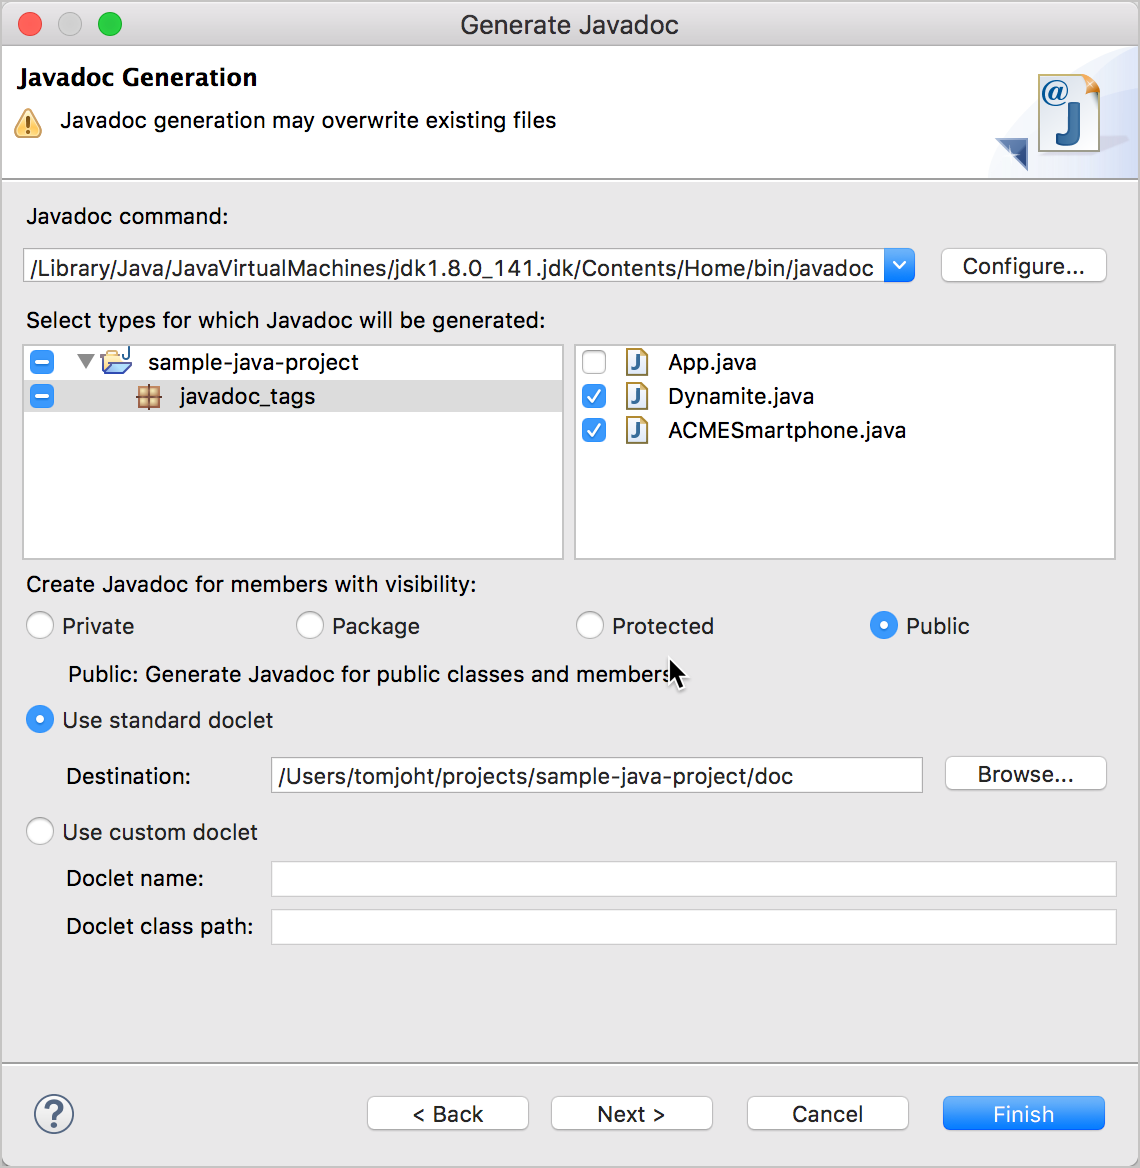 Generate Javadoc
Javadoc Generation
Javadoc generation may overwrite existing files
@J
Javadoc command:
/Library/Java/JavaVirtualMachines/jdk1.8.0_141.jdk/Contents/Home/bin/javadoc
Configure...
Select types for which Javadoc will be generated:
sample-java-project
javadoc_tags
J App.java
J Dynamite.java
J ACMESmartphone.java
Create Javadoc for members with visibility:
Private Package Protected Public
Public: Generate Javadoc for public classes and members
Use standard doclet
Destination: /Users/tomjoht/projects/sample-java-project/doc Browse...
Use custom doclet
Doclet name:
Doclet class path:
? < Back Next > Cancel Finish